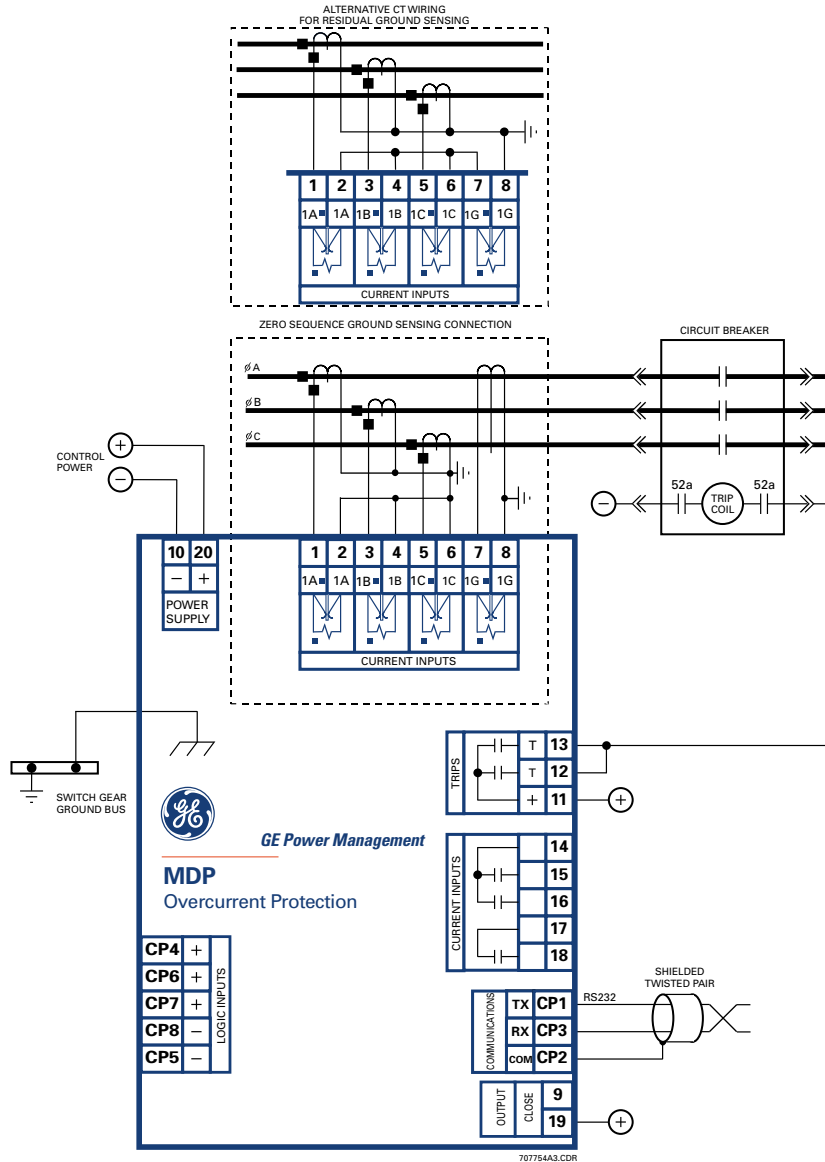 ALTERNATIVE CT WIRING
FOR RESIDUAL GROUND SENSING
1 2 3 4 5 6 7 8
1A 1A 1B 1B 1C 1C 1G 1G
CURRENT INPUTS
ZERO SEQUENCE GROUND SENSING CONNECTION
CIRCUIT BREAKER
øA
øB
øC
CONTROL
POWER
+
−
52a
TRIP
COIL
52a
−
10 20
− +
POWER
SUPPLY
1 2 3 4 5 6 7 8
1A 1A 1B 1B 1C 1C 1G 1G
CURRENT INPUTS
TRIPS
T 13
T 12
+ 11
+
SWITCH GEAR
GROUND BUS
GE
GE Power Management
MDP
Overcurrent Protection
CURRENT INPUTS
14
15
16
17
18
CP4 +
CP6 +
CP7 +
CP8 −
CP5 −
LOGIC INPUTS
COMMUNICATIONS
TX CP1
RX CP3
COM CP2
RS232
SHIELDED
TWISTED PAIR
OUTPUT
CLOSE
9
19
+
707754A3.CDR